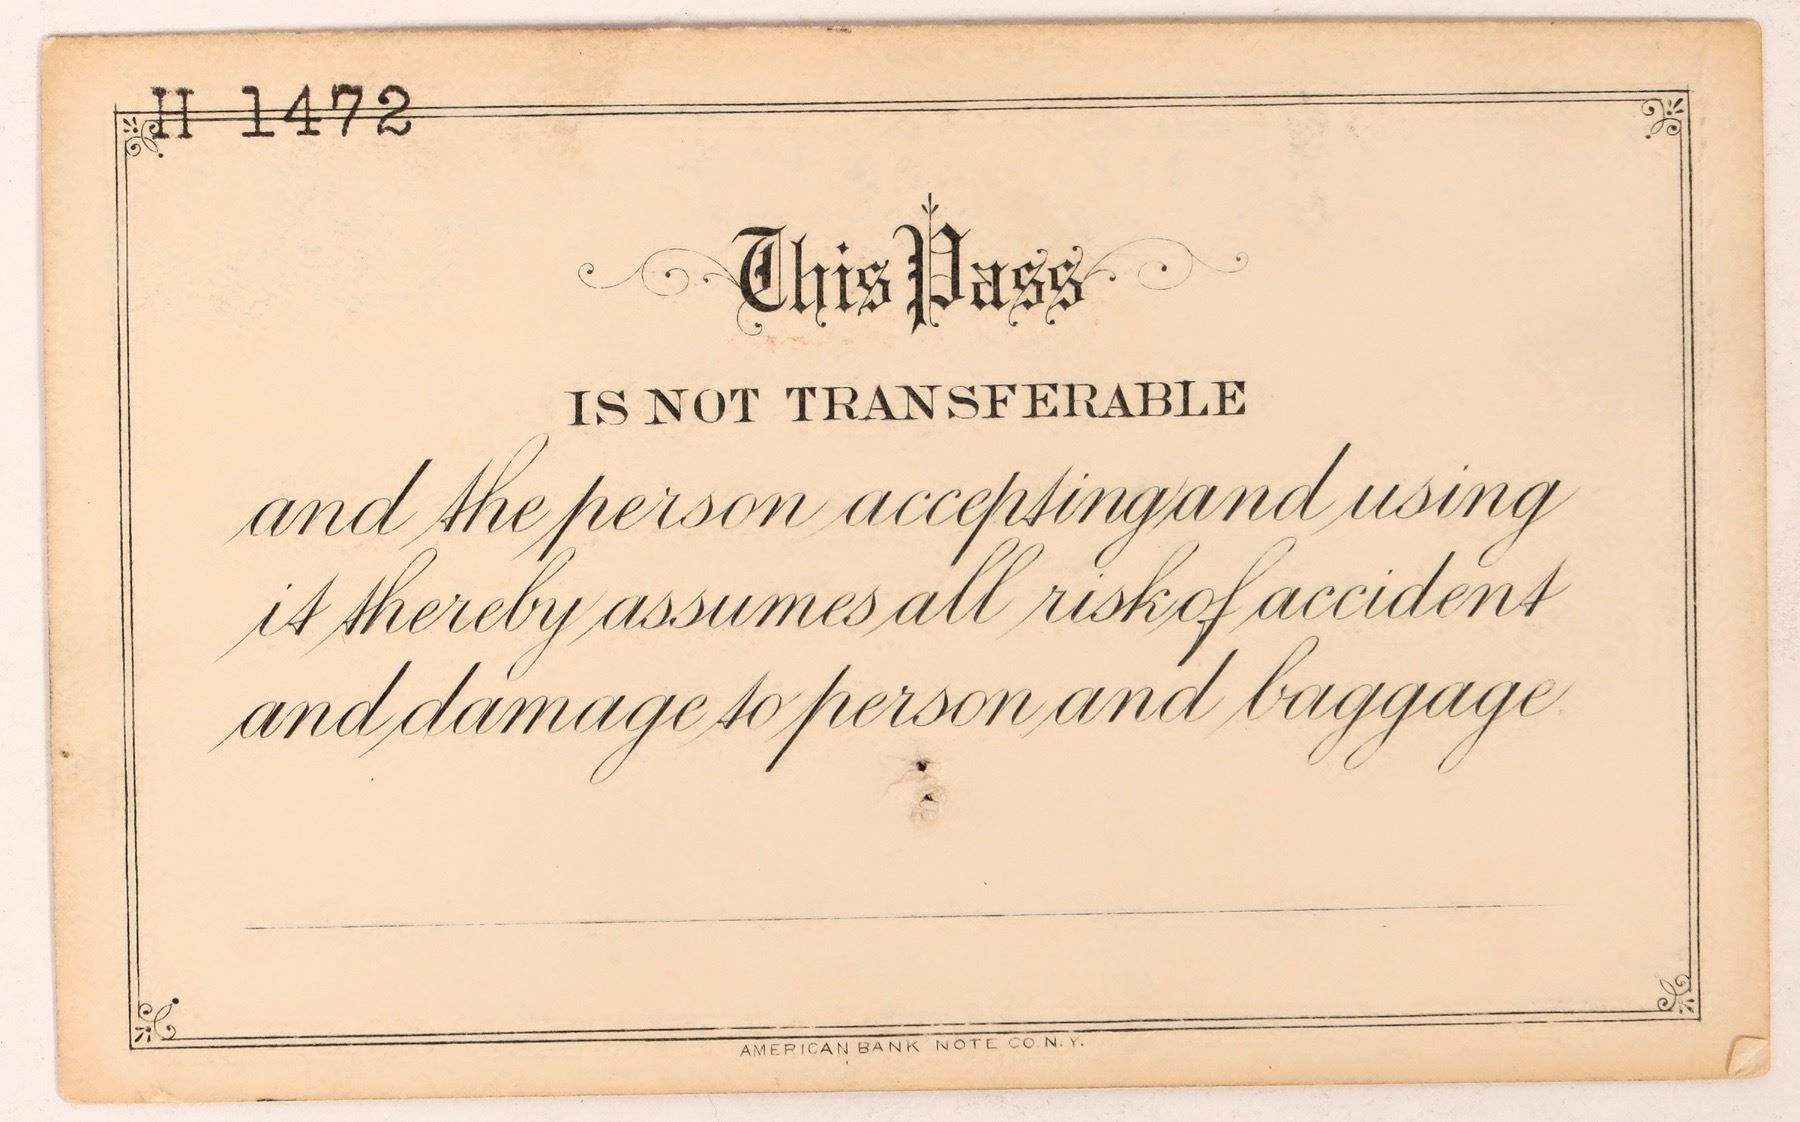 H 1472
This Pass
IS NOT TRANSFERABLE
and the person accepting and using
it thereby assumes all risk of accident
and damage to person and baggage.
AMERICAN BANK NOTE CO. N.Y.